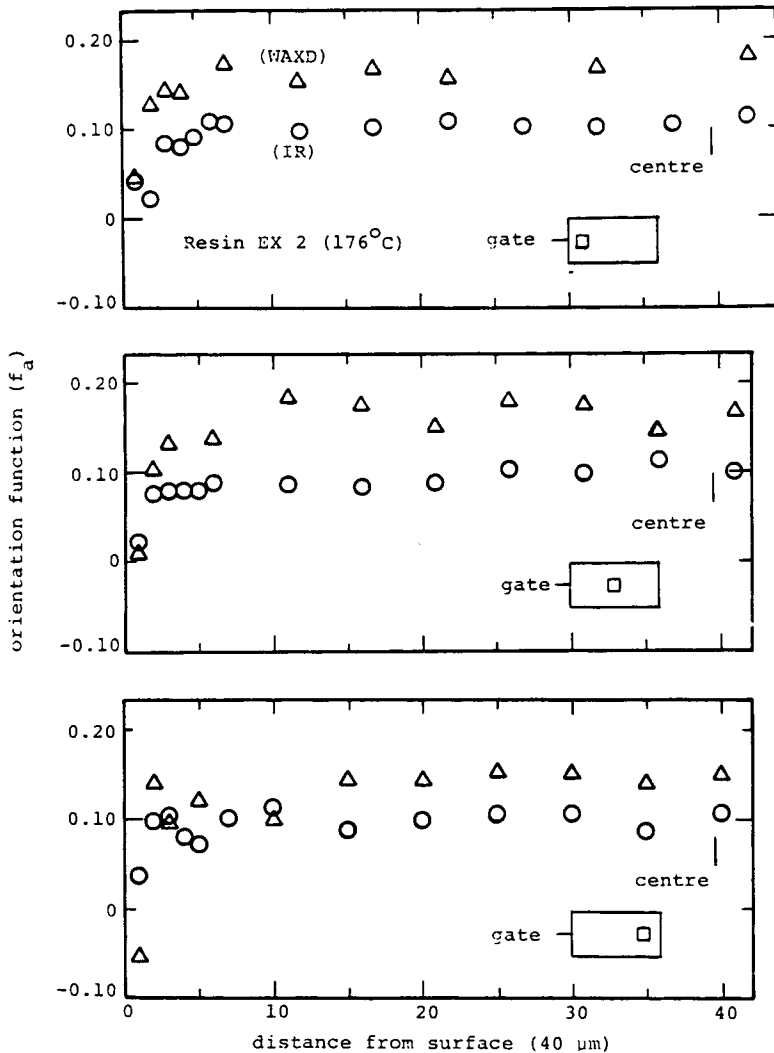 0.20
(WAXD)
0.10
(IR)
centre
0
Resin EX 2 (176°C)
gate
-0.10
orientation function (f_a)
0.20
0.10
centre
0
gate
-0.10
0.20
0.10
centre
0
gate
-0.10
0 10 20 30 40
distance from surface (40 μm)